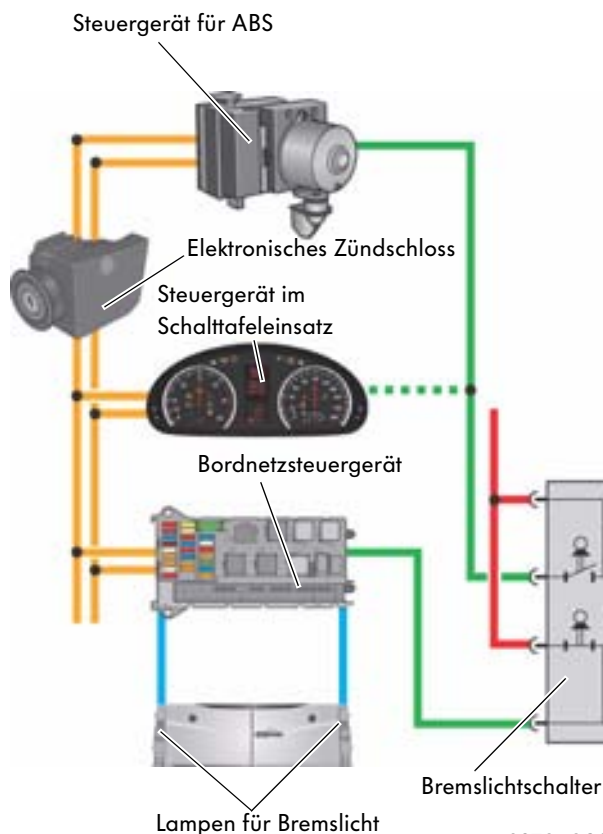 Steuergerät für ABS
Elektronisches Zündschloss
Steuergerät im
Schalttafeleinsatz
Bordnetzsteuergerät
Bremslichtschalter
Lampen für Bremslicht